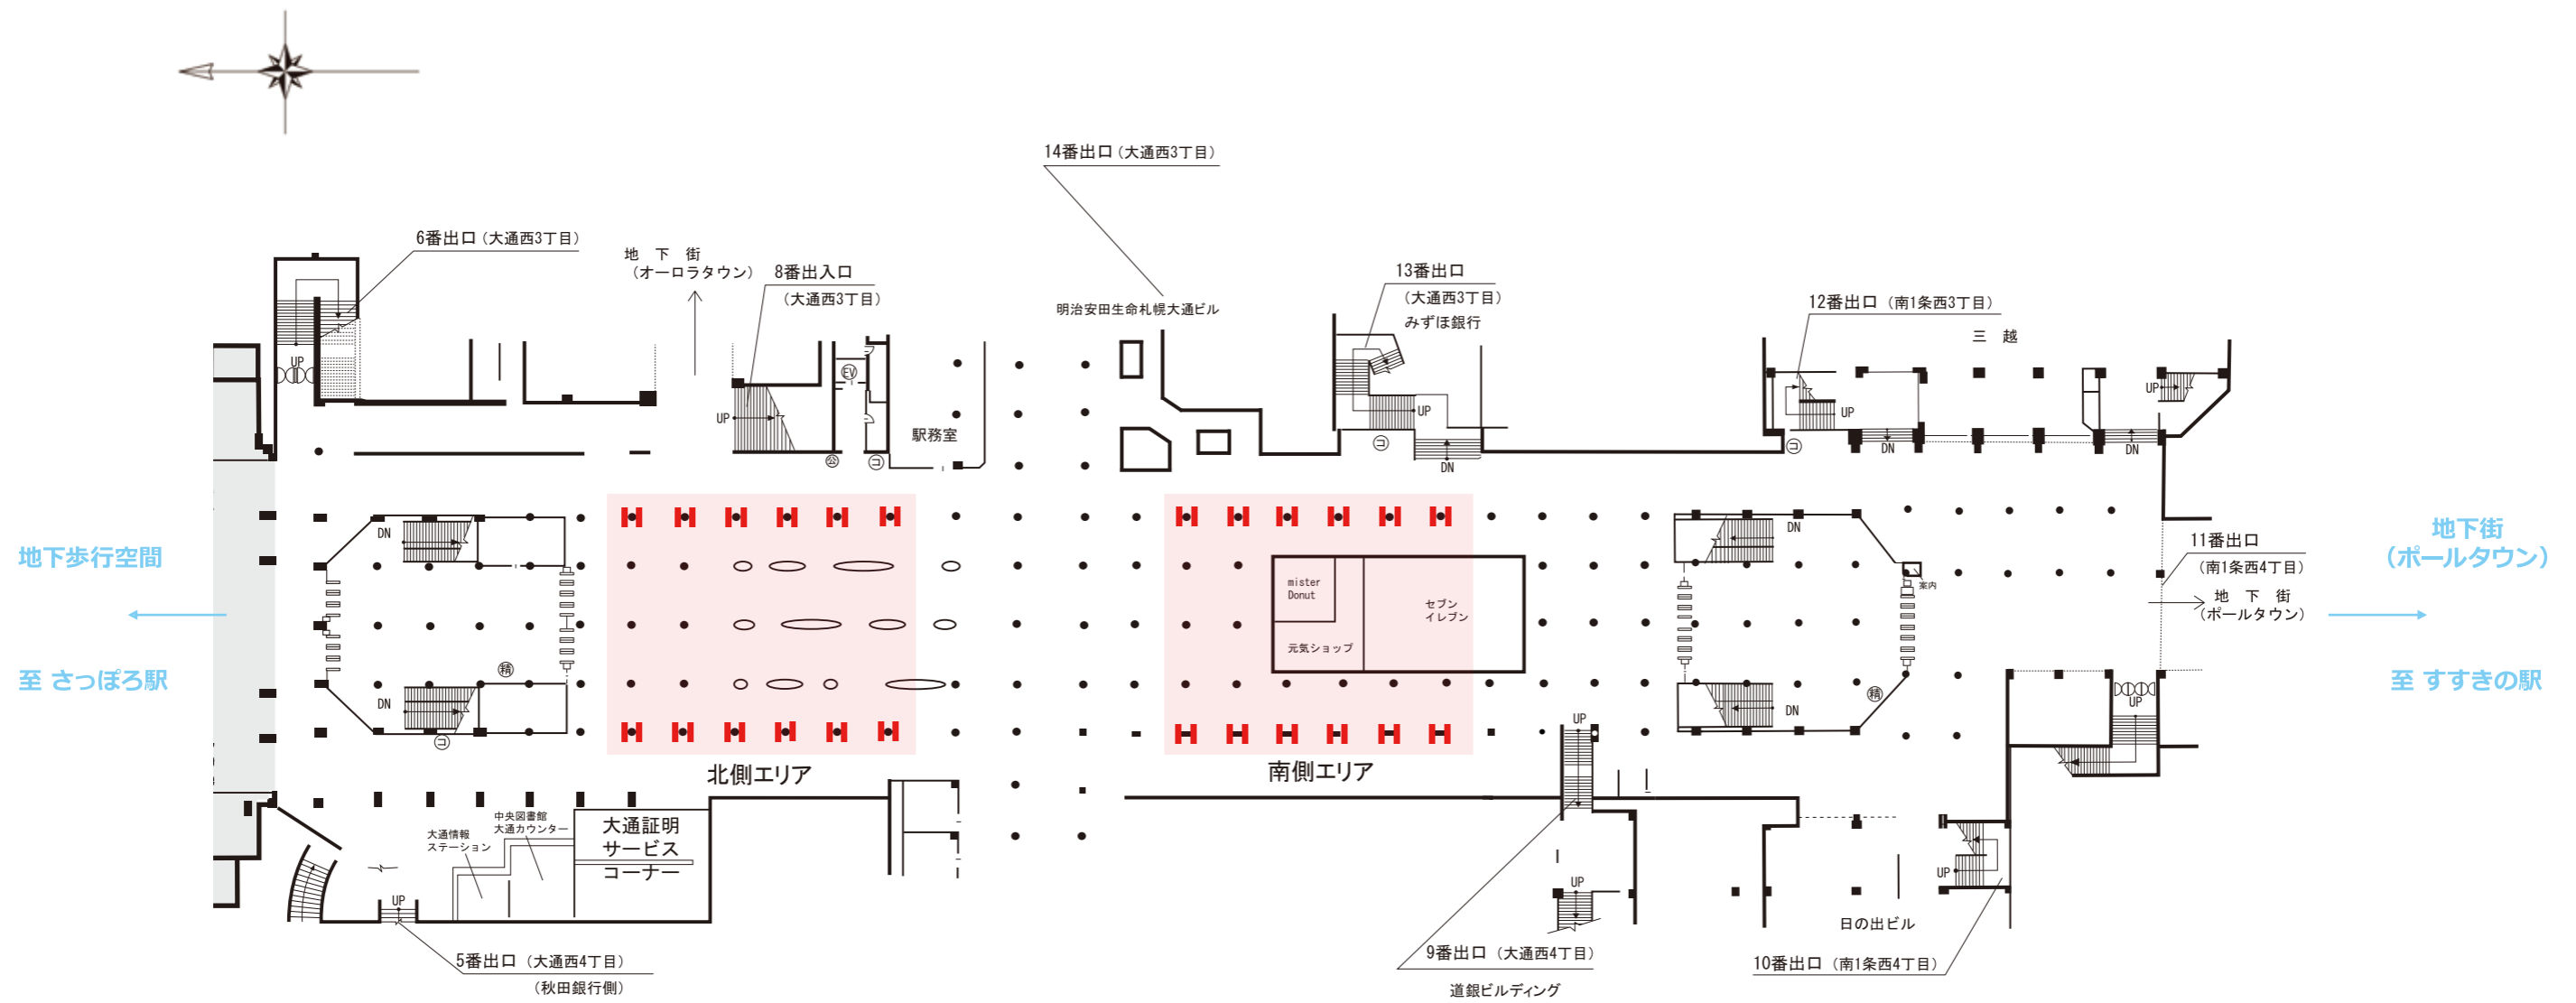 14番出口（大通西3丁目）
6番出口（大通西3丁目）
地　下　街
（オーロラタウン）
8番出入口
（大通西3丁目）
13番出口
（大通西3丁目）
みずほ銀行
明治安田生命札幌大通ビル
12番出口（南1条西3丁目）
三　越
UP
EV
UP
駅務室
公
コ
UP
コ
DN
UP
コ
DN
UP
DN
DN
地下歩行空間
至 さっぽろ駅
mister
Donut
セブン
イレブン
元気ショップ
DN
案内
11番出口
（南1条西4丁目）
地　下　街
（ポールタウン）
地下街
（ポールタウン）
至 すすきの駅
精
DN
コ
精
DN
UP
UP
北側エリア
南側エリア
大通情報
ステーション
中央図書館
大通カウンター
大通証明
サービス
コーナー
UP
UP
UP
日の出ビル
5番出口（大通西4丁目）
（秋田銀行側）
9番出口（大通西4丁目）
道銀ビルディング
10番出口（南1条西4丁目）